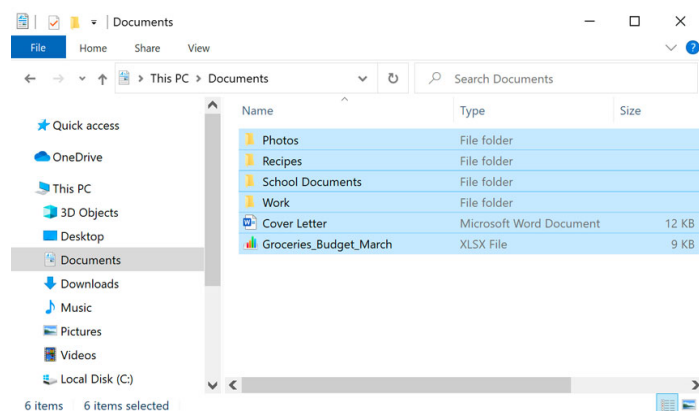 Documents
File Home Share View
This PC > Documents Search Documents
Name Type Size
Quick access
OneDrive
This PC
3D Objects
Desktop
Documents
Downloads
Music
Pictures
Videos
Local Disk (C:)
Photos File folder
Recipes File folder
School Documents File folder
Work File folder
Cover Letter Microsoft Word Document 12 KB
Groceries_Budget_March XLSX File 9 KB
6 items 6 items selected